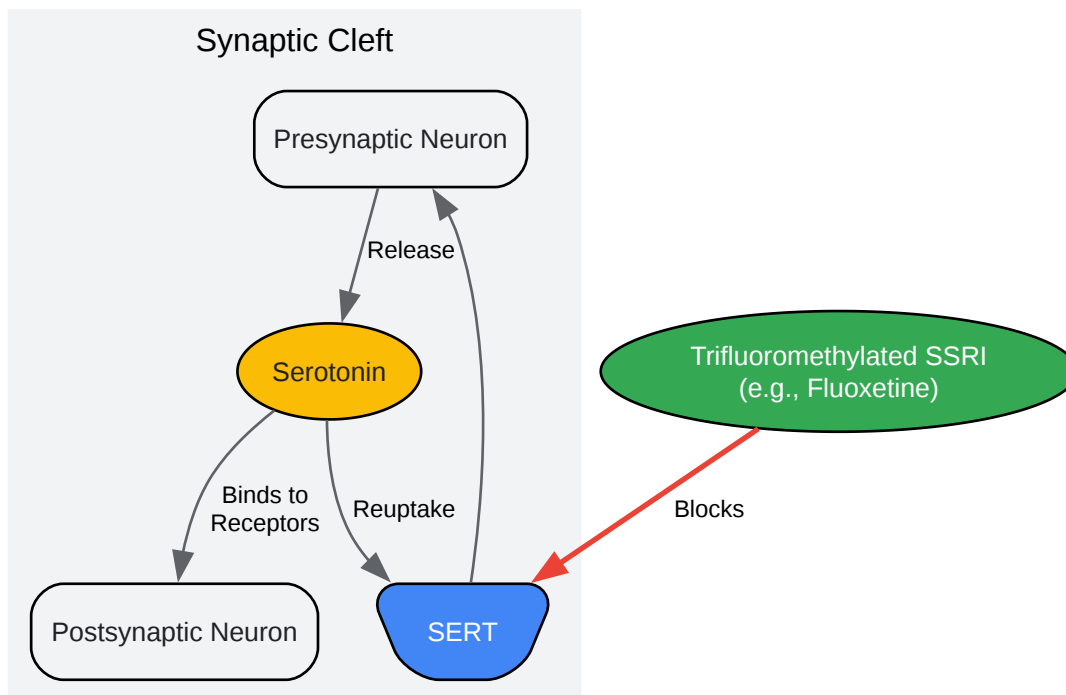 Synaptic Cleft
Presynaptic Neuron
Release
Serotonin
Trifluoromethylated SSRI
(e.g., Fluoxetine)
Binds to
Receptors
Reuptake
Blocks
Postsynaptic Neuron
SERT